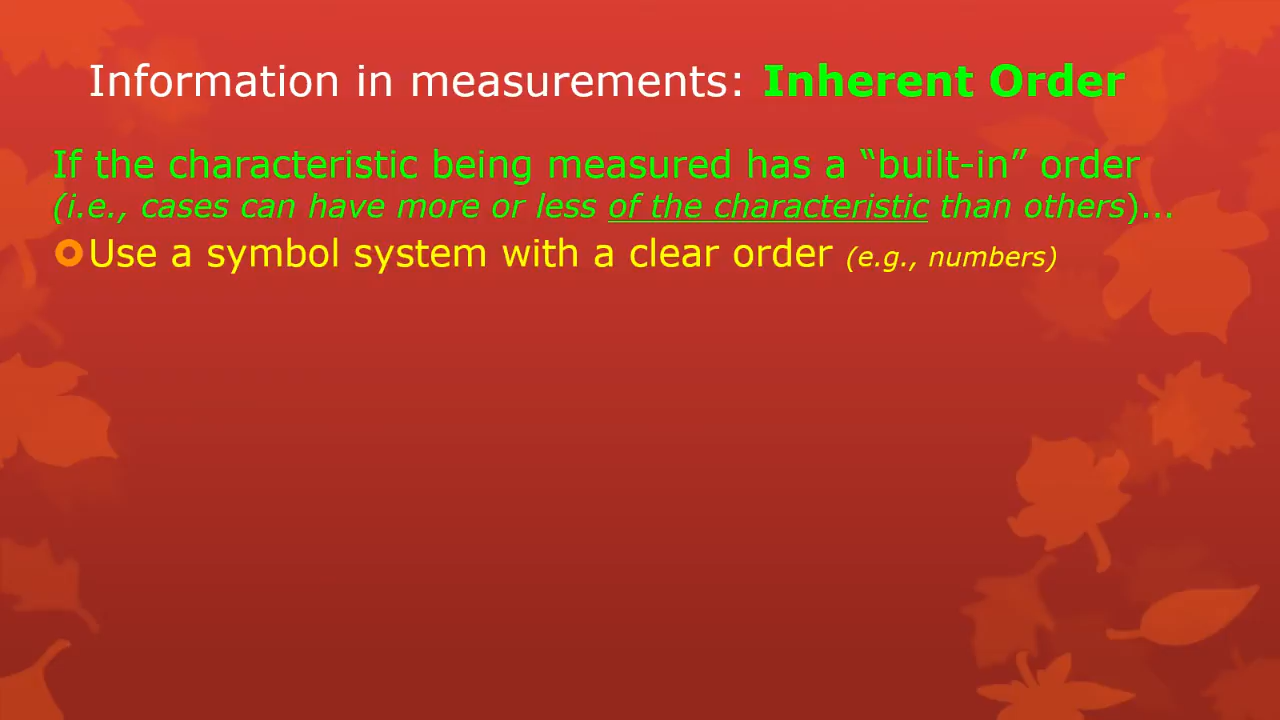 Information in measurements: Inherent Order
If the characteristic being measured has a “built-in” order
(i.e., cases can have more or less of the characteristic than others)...
Use a symbol system with a clear order (e.g., numbers)